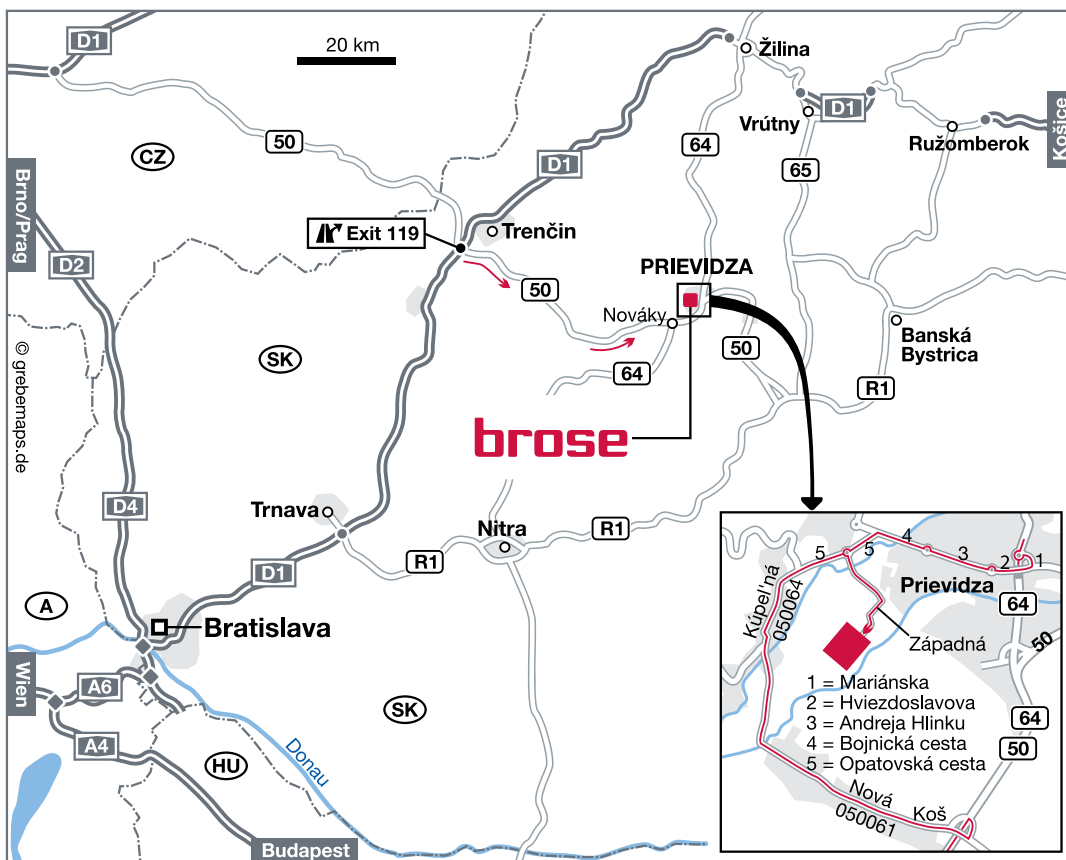 D1
20 km
Žilina
D1
Vrútny
Ružomberok
Košice
50
CZ
64
65
D1
Brno/Prag
Exit 119
Trenčin
D2
PRIEVIDZA
50
Nováky
50
64
Banská
Bystrica
R1
© grebemaps.de
SK
brose
D4
Trnava
Nitra
R1
R1
D1
A
Bratislava
Wien
A6
A4
SK
HU
Donau
Budapest
5
5
4
3
2
1
Prievidza
64
Kúpeľná
050064
Západná
50
1 = Mariánska
2 = Hviezdoslavova
3 = Andreja Hlinku
4 = Bojnická cesta
5 = Opatovská cesta
64
50
Nová
050061
Koš